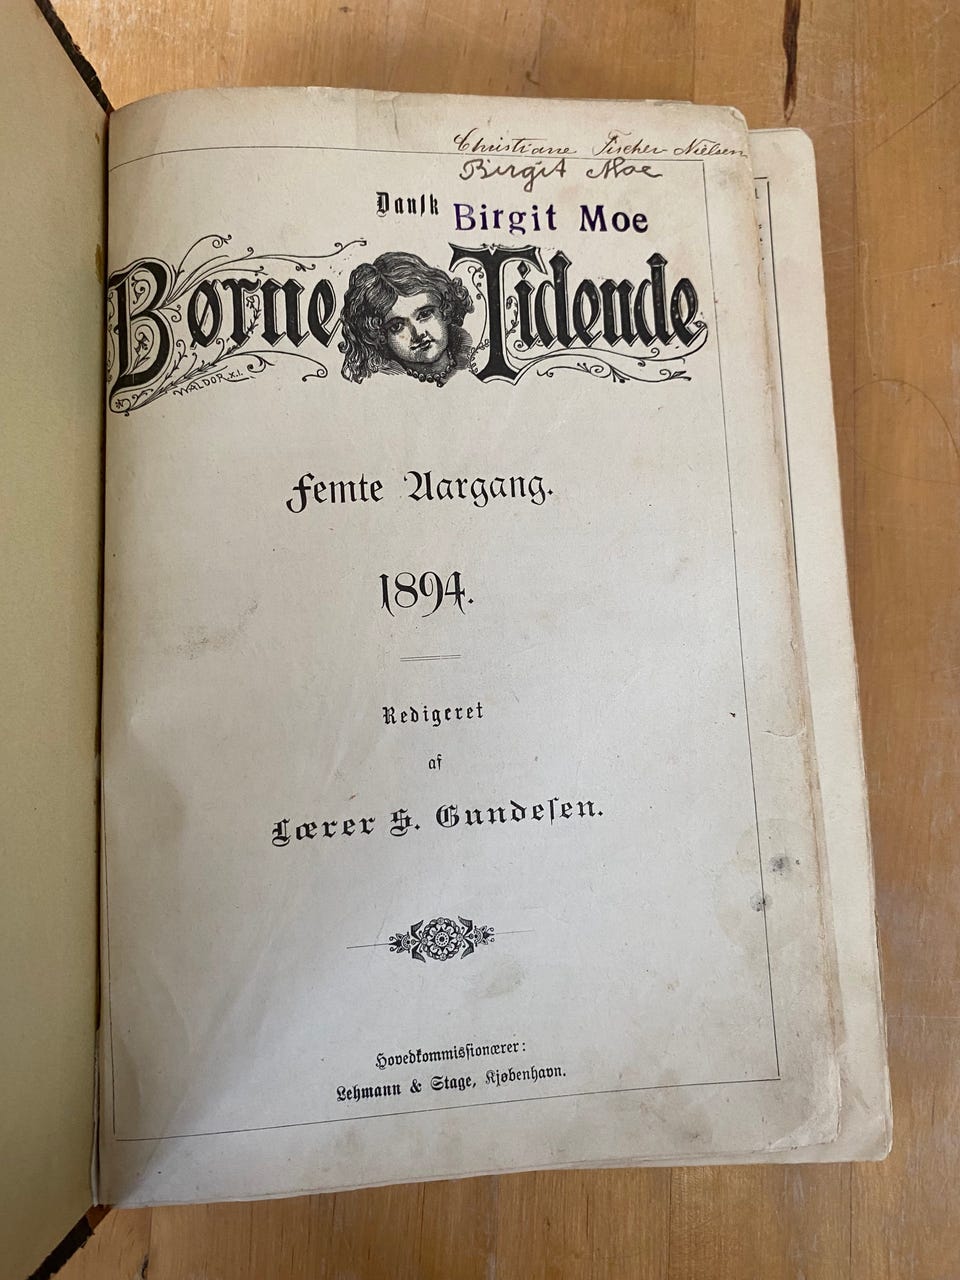 Christiane Fischer-Nielsen
Birgit Moe
Dansk Birgit Moe
Børne Tidende
WALDOR. X.I.
Femte Aargang.
1894.
Redigeret
af
Lærer S. Gundesen.
Hovedkommissionærer:
Lehmann & Stage, Kjøbenhavn.